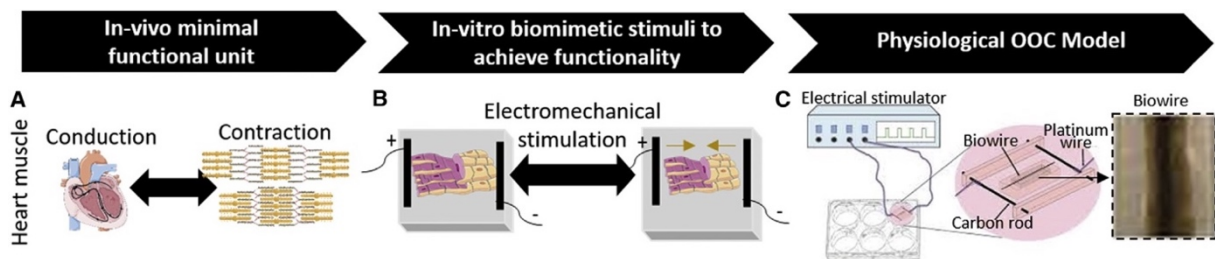 In-vivo minimal
functional unit
In-vitro biomimetic stimuli to
achieve functionality
Physiological OOC Model
A
Heart muscle
Conduction
Contraction
B
Electromechanical
stimulation
+
-
+
-
C
Electrical stimulator
Biowire
Platinum
wire
Carbon rod
Biowire